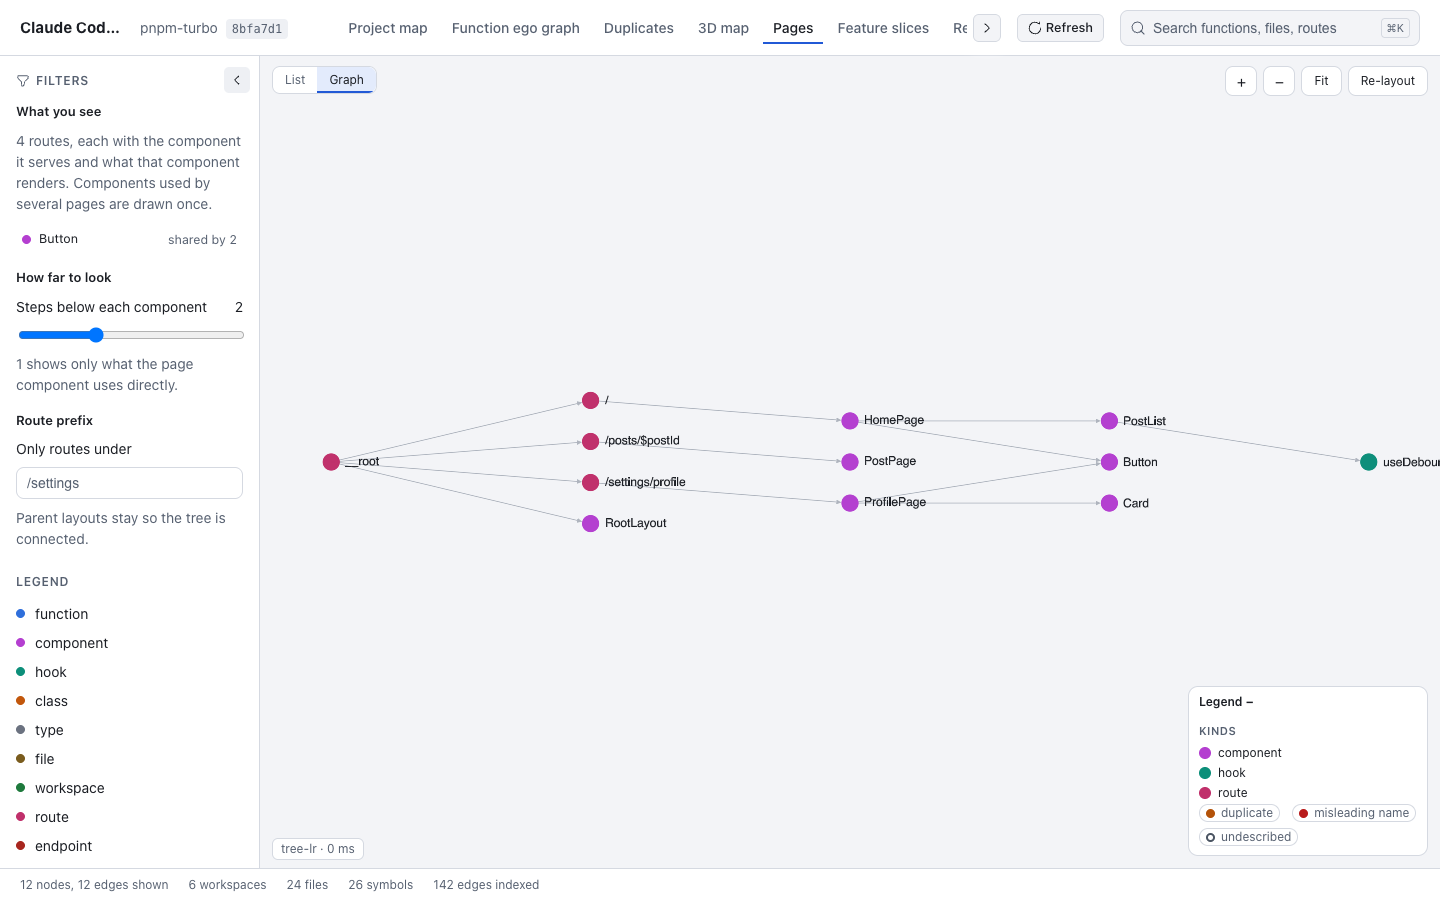 Claude Cod...
pnpm-turbo 8bfa7d1
Project map
Function ego graph
Duplicates
3D map
Pages
Feature slices
Re
Refresh
Search functions, files, routes
⌘K
FILTERS
What you see
4 routes, each with the component
it serves and what that component
renders. Components used by
several pages are drawn once.
Button shared by 2
How far to look
Steps below each component 2
1 shows only what the page
component uses directly.
Route prefix
Only routes under
/settings
Parent layouts stay so the tree is
connected.
LEGEND
function
component
hook
class
type
file
workspace
route
endpoint
List
Graph
+
−
Fit
Re-layout
__root
/
/posts/$postId
/settings/profile
RootLayout
HomePage
PostPage
ProfilePage
PostList
Button
Card
useDebour
Legend −
KINDS
component
hook
route
duplicate
misleading name
undescribed
tree-lr · 0 ms
12 nodes, 12 edges shown
6 workspaces
24 files
26 symbols
142 edges indexed